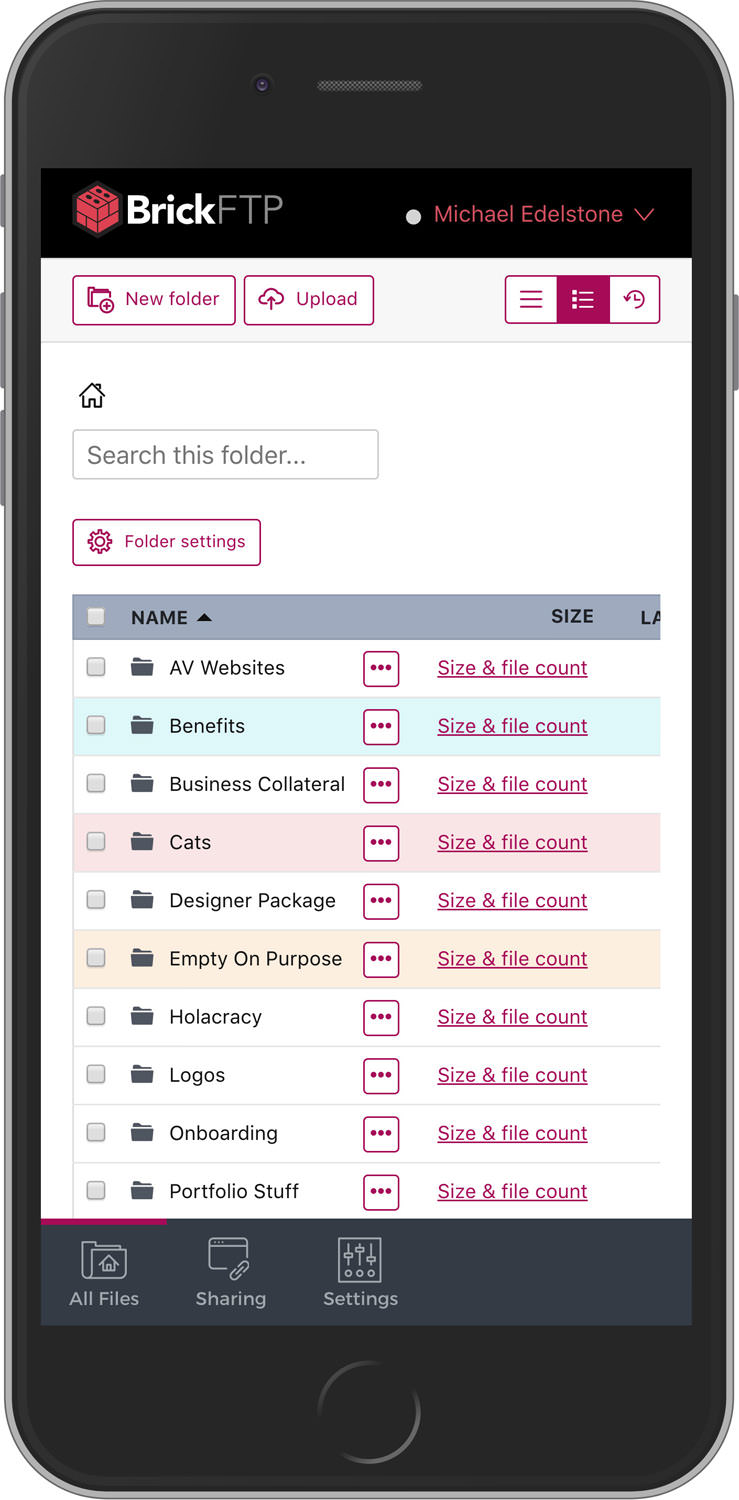 BrickFTP
Michael Edelstone
New folder Upload
Search this folder...
Folder settings
NAME SIZE LA
AV Websites ••• Size & file count
Benefits ••• Size & file count
Business Collateral ••• Size & file count
Cats ••• Size & file count
Designer Package ••• Size & file count
Empty On Purpose ••• Size & file count
Holacracy ••• Size & file count
Logos ••• Size & file count
Onboarding ••• Size & file count
Portfolio Stuff ••• Size & file count
All Files Sharing Settings